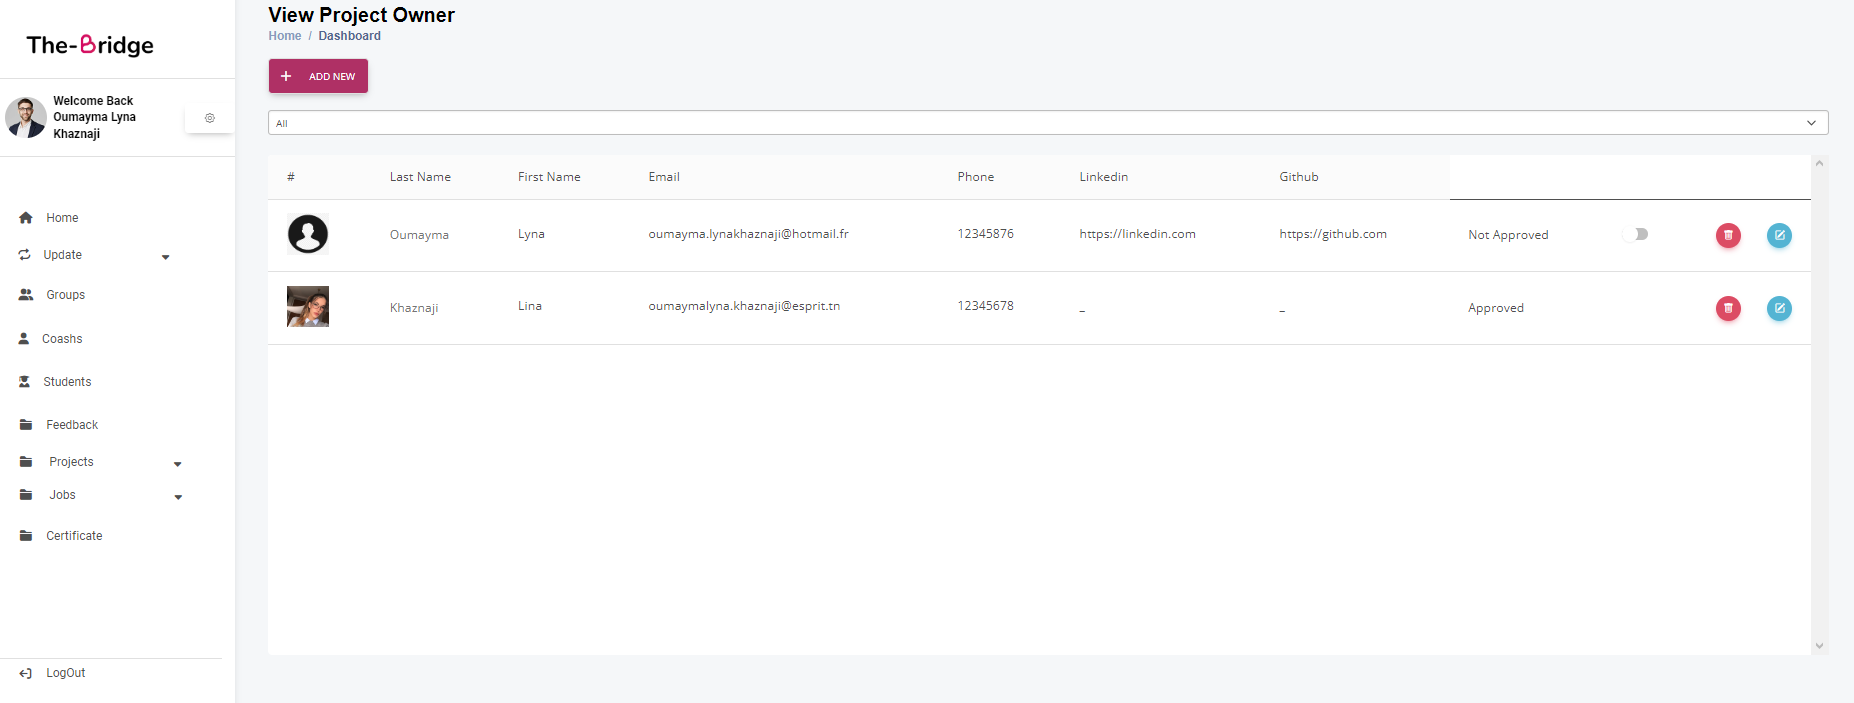 The-Bridge
Welcome Back
Oumayma Lyna
Khaznaji
Home
Update
Groups
Coashs
Students
Feedback
Projects
Jobs
Certificate
LogOut
View Project Owner
Home / Dashboard
+ ADD NEW
All
# Last Name First Name Email Phone Linkedin Github
Oumayma Lyna oumayma.lynakhaznaji@hotmail.fr 12345876 https://linkedin.com https://github.com Not Approved
Khaznaji Lina oumaymalyna.khaznaji@esprit.tn 12345678 _ _ Approved